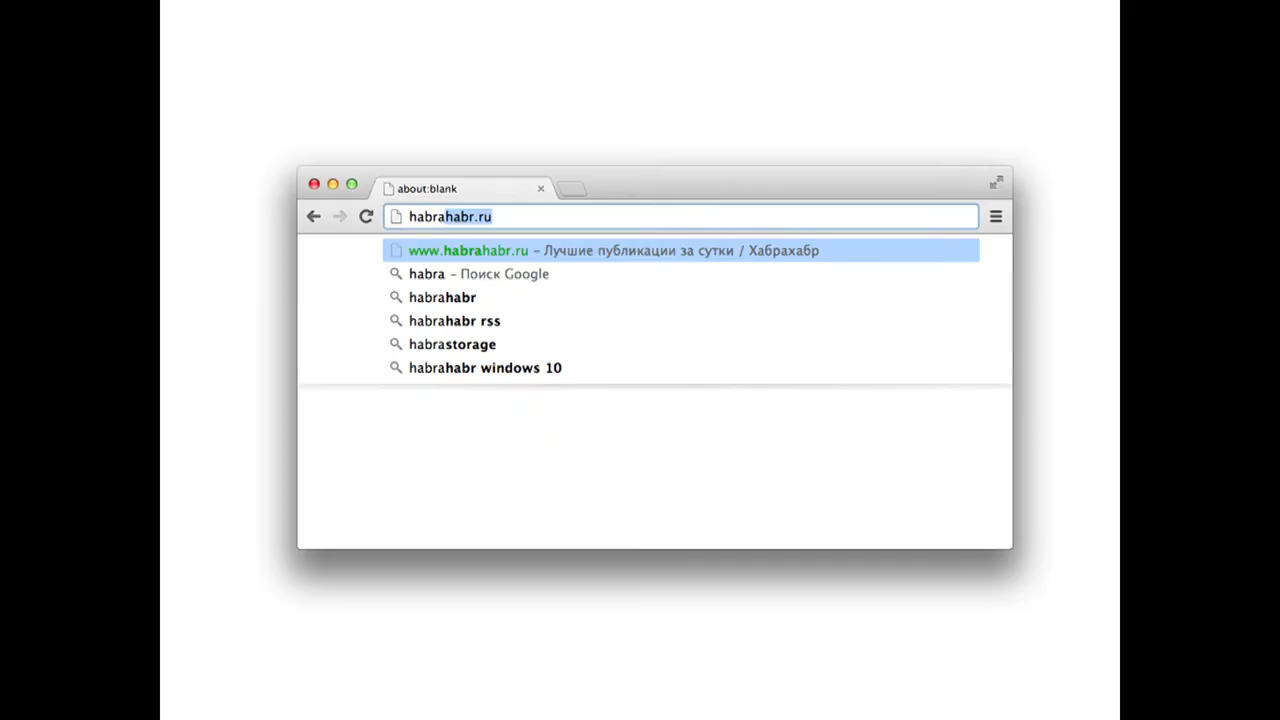 about:blank
habrahabr.ru
www.habrahabr.ru – Лучшие публикации за сутки / Хабрахабр
habra – Поиск Google
habrahabr
habrahabr rss
habrastorage
habrahabr windows 10